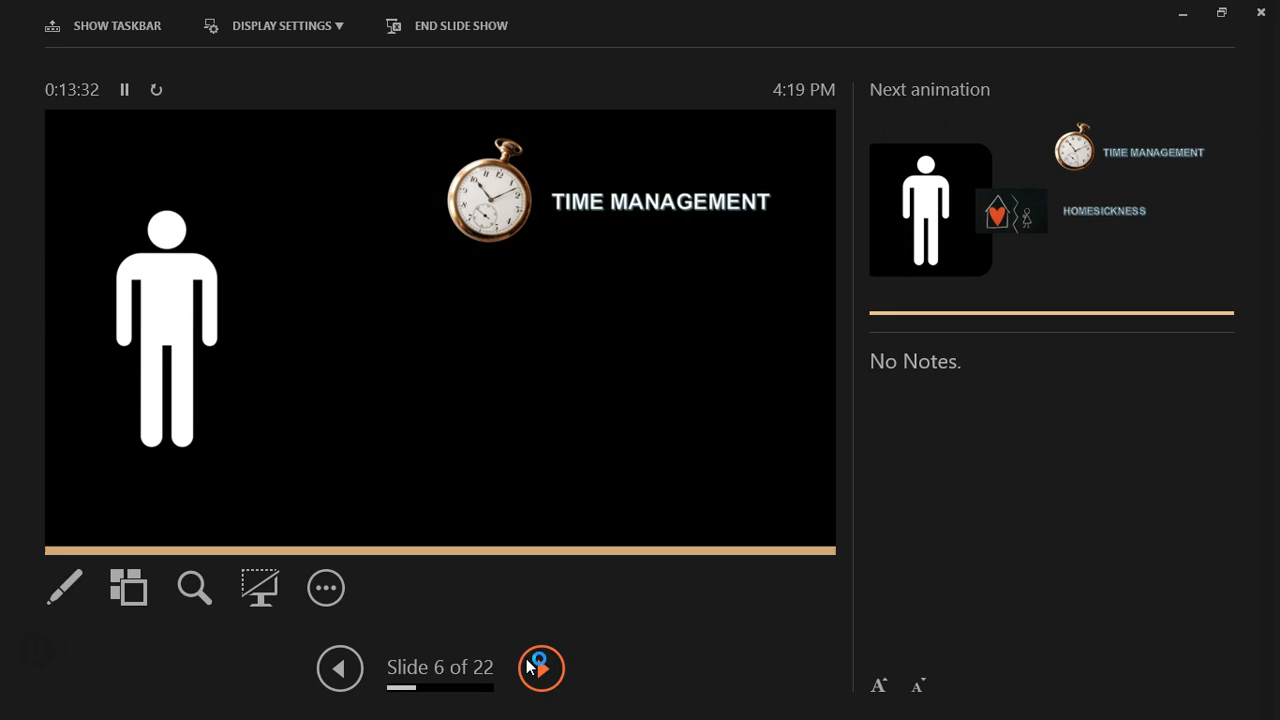 SHOW TASKBAR
DISPLAY SETTINGS ▼
END SLIDE SHOW
0:13:32
4:19 PM
Next animation
TIME MANAGEMENT
TIME MANAGEMENT
HOMESICKNESS
No Notes.
Slide 6 of 22
A A